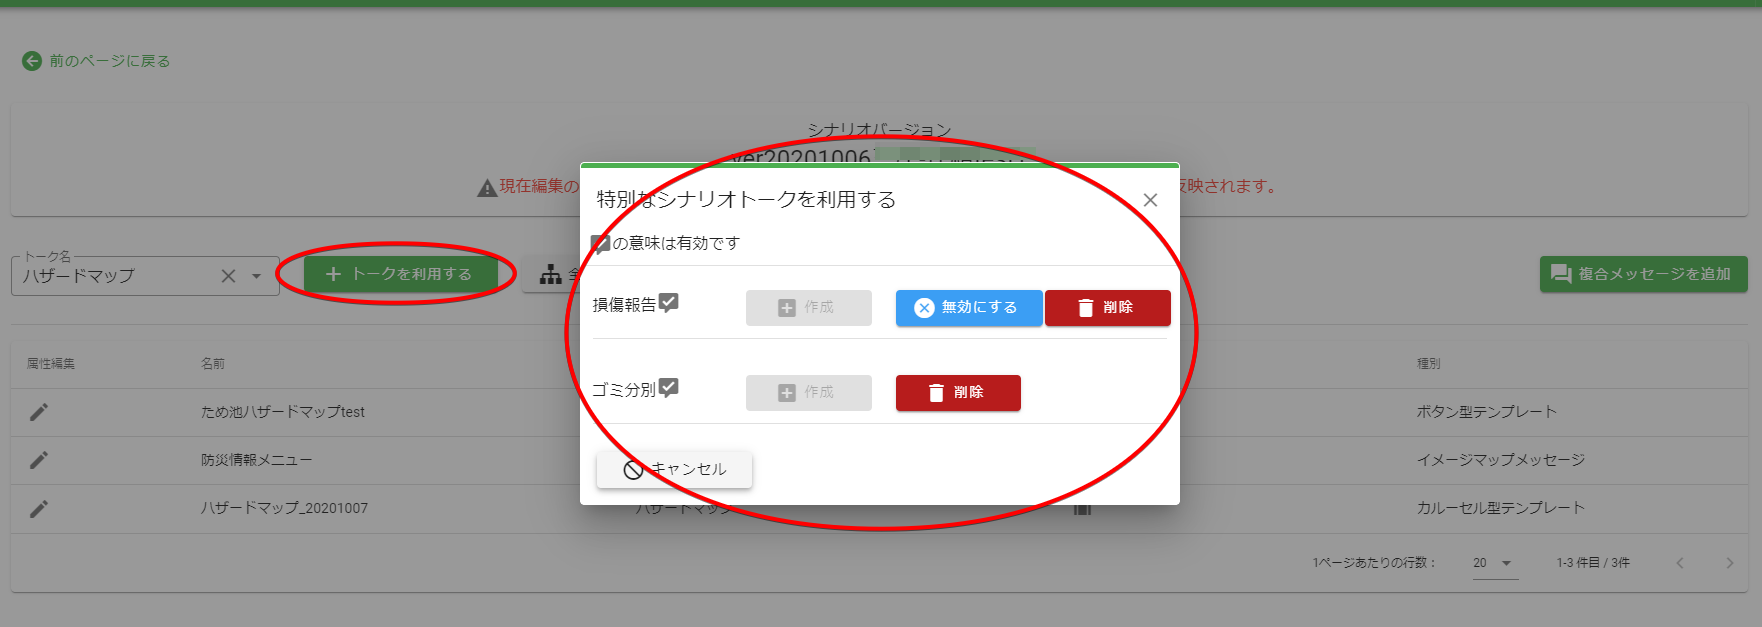 前のページに戻る
シナリオバージョン
ver20201006
現在編集の
反映されます。
特別なシナリオトークを利用する
の意味は有効です
トーク名
ハザードマップ
トークを利用する
複合メッセージを追加
損傷報告 作成 無効にする 削除
ゴミ分別 作成 削除
キャンセル
属性編集 名前 種別
ため池ハザードマップtest ボタン型テンプレート
防災情報メニュー イメージマップメッセージ
ハザードマップ_20201007 ハザードマップ カルーセル型テンプレート
1ページあたりの行数： 20 1-3 件目 / 3件